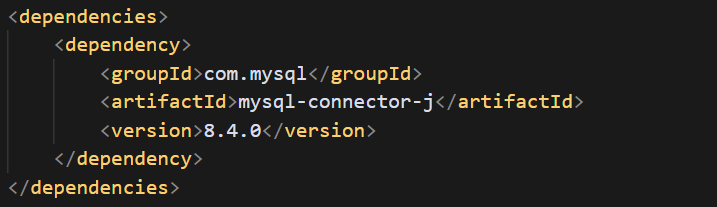 <dependencies>
    <dependency>
        <groupId>com.mysql</groupId>
        <artifactId>mysql-connector-j</artifactId>
        <version>8.4.0</version>
    </dependency>
</dependencies>